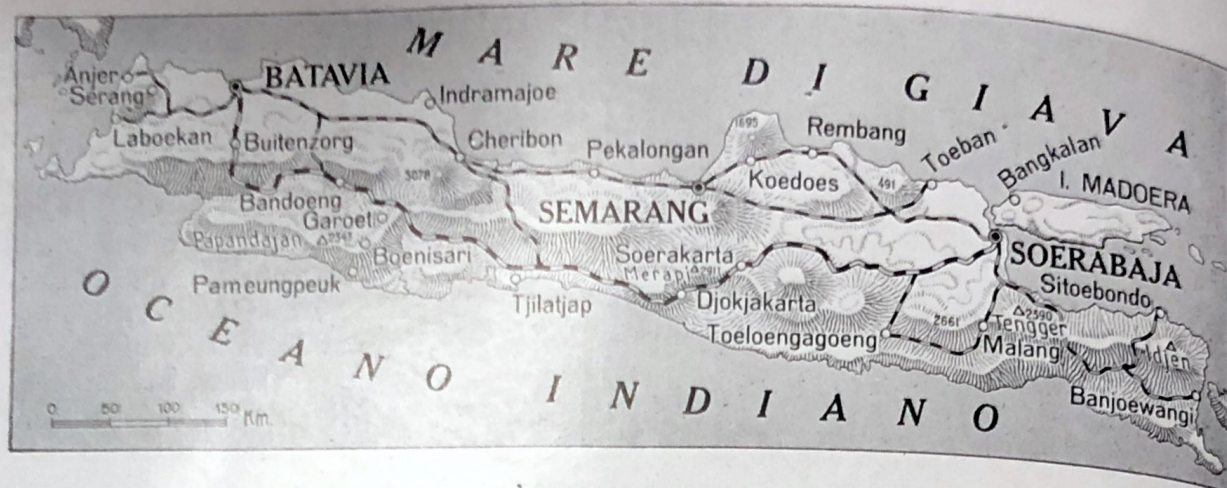 MARE DI GIAVA
Anjer
Serang
BATAVIA
Indramajoe
Laboekan
Buitenzorg
Cheribon
Pekalongan
1695
Rembang
Toeban
Bangkalan
I. MADOERA
3078
Koedoes
491
Bandoeng
Garoet
SEMARANG
Papandajan
Boenisari
Soerakarta
Merapi
SOERABAJA
Pameungpeuk
Tjilatjap
Djokjakarta
Sitoebondo
Toeloengagoeng
2661
2590
Tengger
Malang
Idjen
Banjoewangi
OCEANO INDIANO
0 50 100 150 Km.